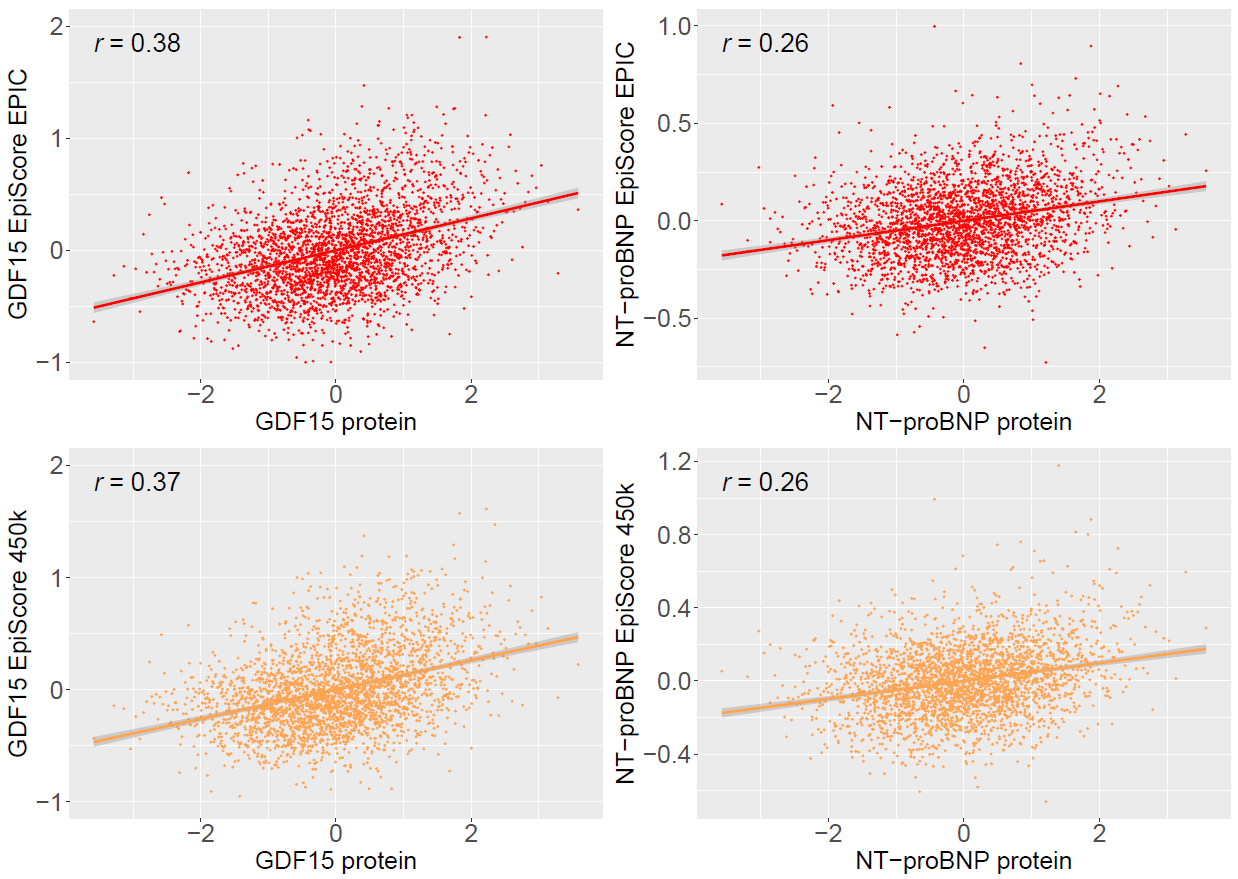 r = 0.38
GDF15 EpiScore EPIC
2
1
0
−1
−2
0
2
GDF15 protein
r = 0.26
NT−proBNP EpiScore EPIC
1.0
0.5
0.0
−0.5
−2
0
2
NT−proBNP protein
r = 0.37
GDF15 EpiScore 450k
2
1
0
−1
−2
0
2
GDF15 protein
r = 0.26
NT−proBNP EpiScore 450k
1.2
0.8
0.4
0.0
−0.4
−2
0
2
NT−proBNP protein